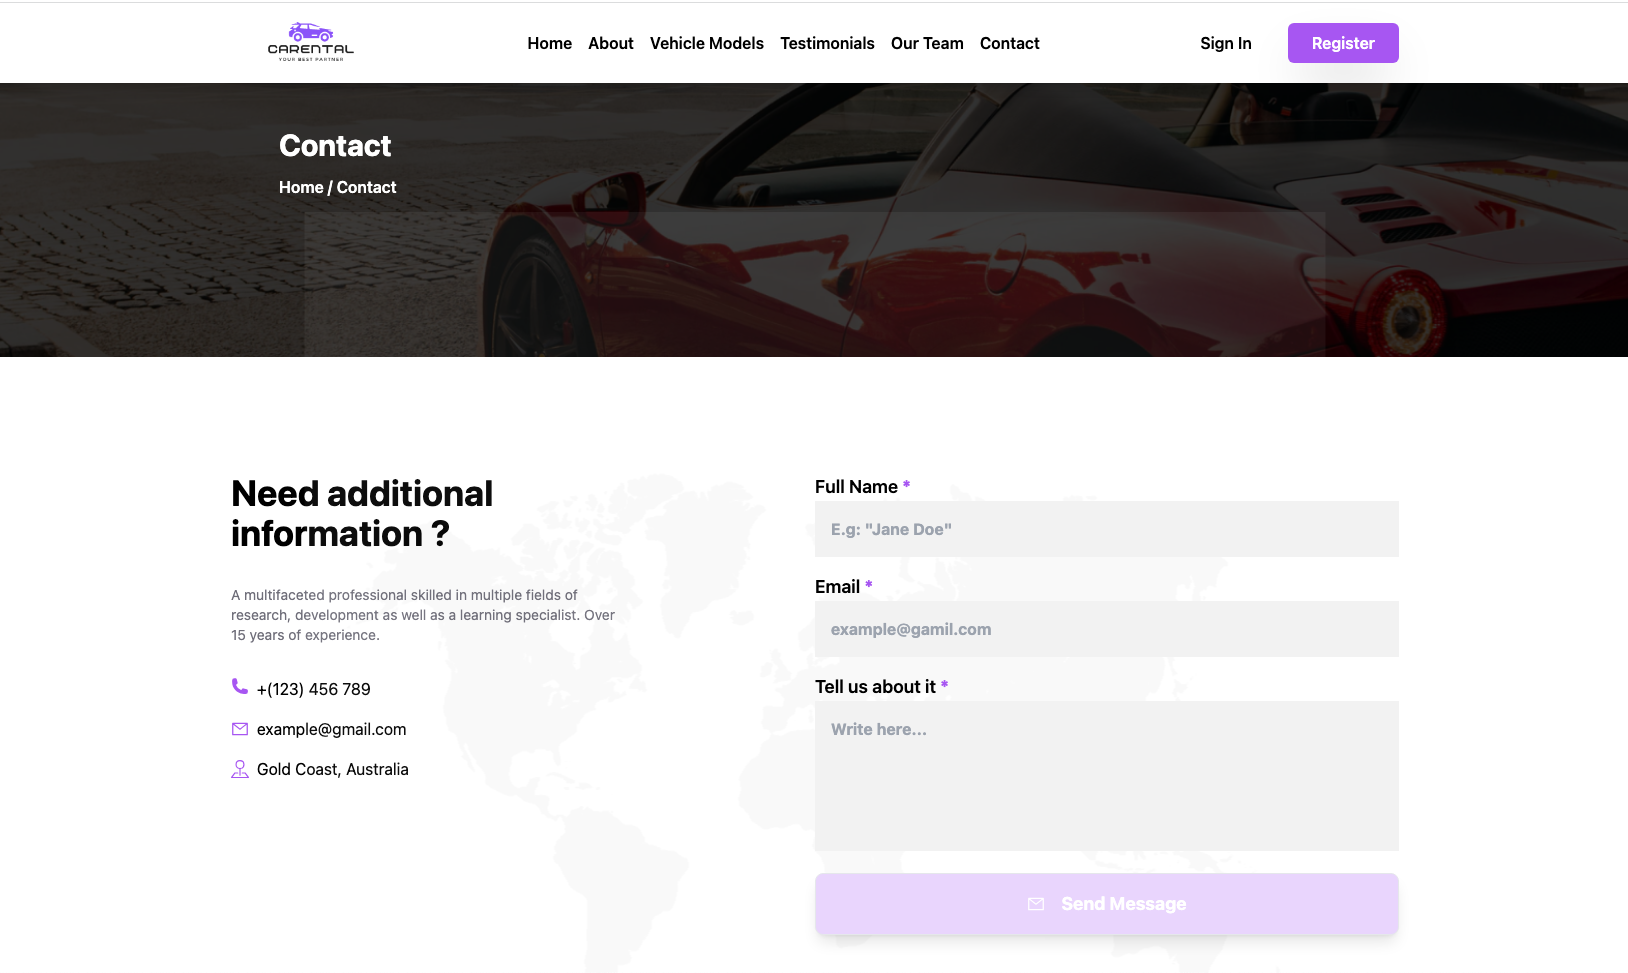 CARENTAL
YOUR BEST PARTNER
Home About Vehicle Models Testimonials Our Team Contact Sign In Register
Contact
Home / Contact
Need additional
information ?
A multifaceted professional skilled in multiple fields of
research, development as well as a learning specialist. Over
15 years of experience.
+(123) 456 789
example@gmail.com
Gold Coast, Australia
Full Name *
E.g: "Jane Doe"
Email *
example@gamil.com
Tell us about it *
Write here...
Send Message